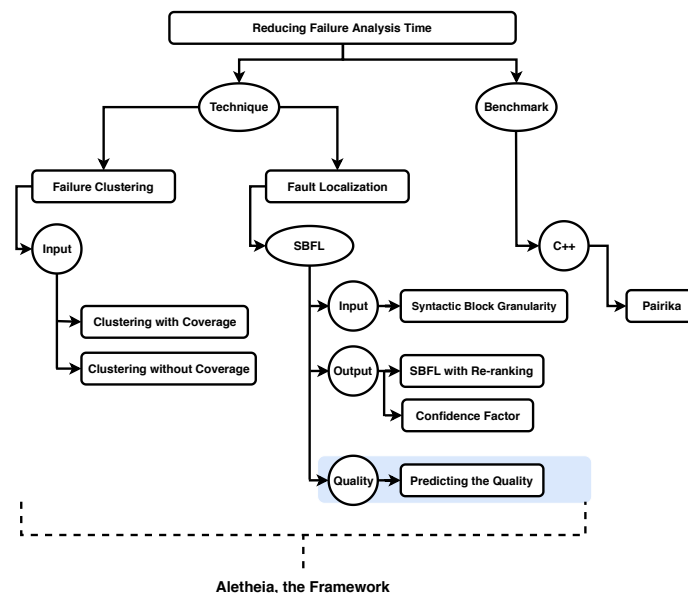 Reducing Failure Analysis Time
Technique
Benchmark
Failure Clustering
Fault Localization
Input
SBFL
C++
Clustering with Coverage
Clustering without Coverage
Input
Syntactic Block Granularity
Pairika
Output
SBFL with Re-ranking
Confidence Factor
Quality
Predicting the Quality
Aletheia, the Framework